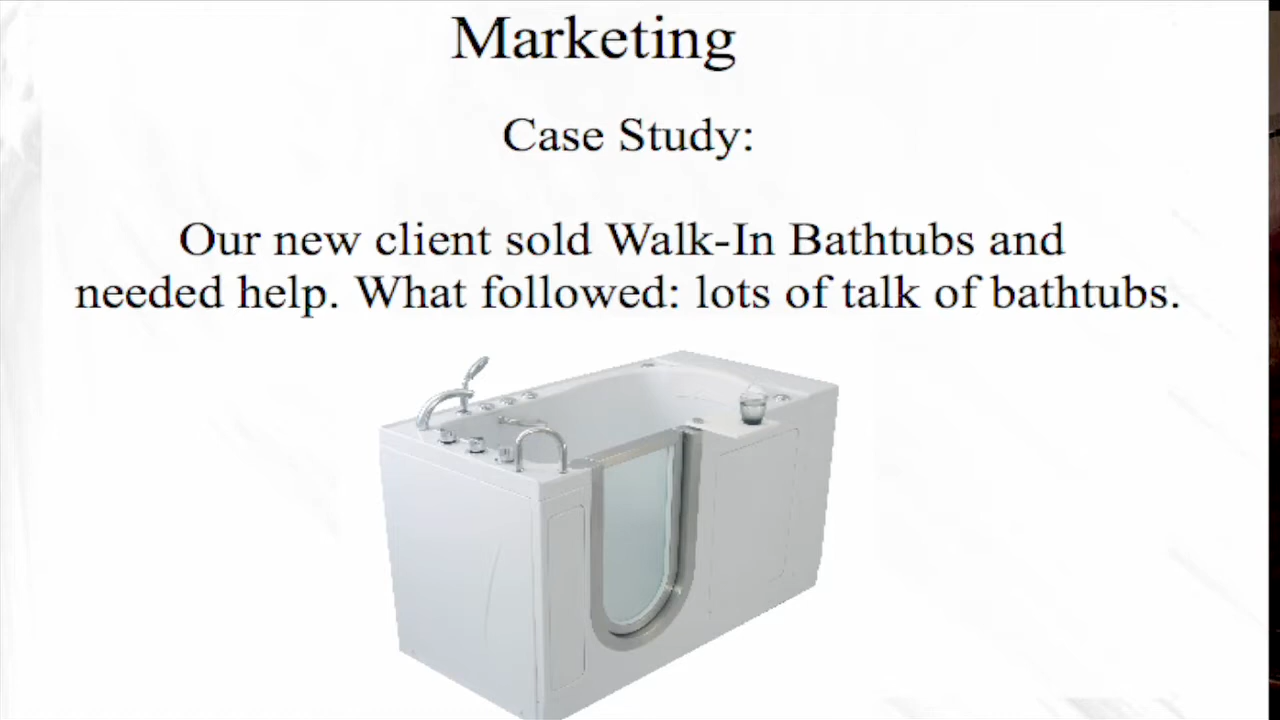 Marketing
Case Study:
Our new client sold Walk-In Bathtubs and
needed help. What followed: lots of talk of bathtubs.